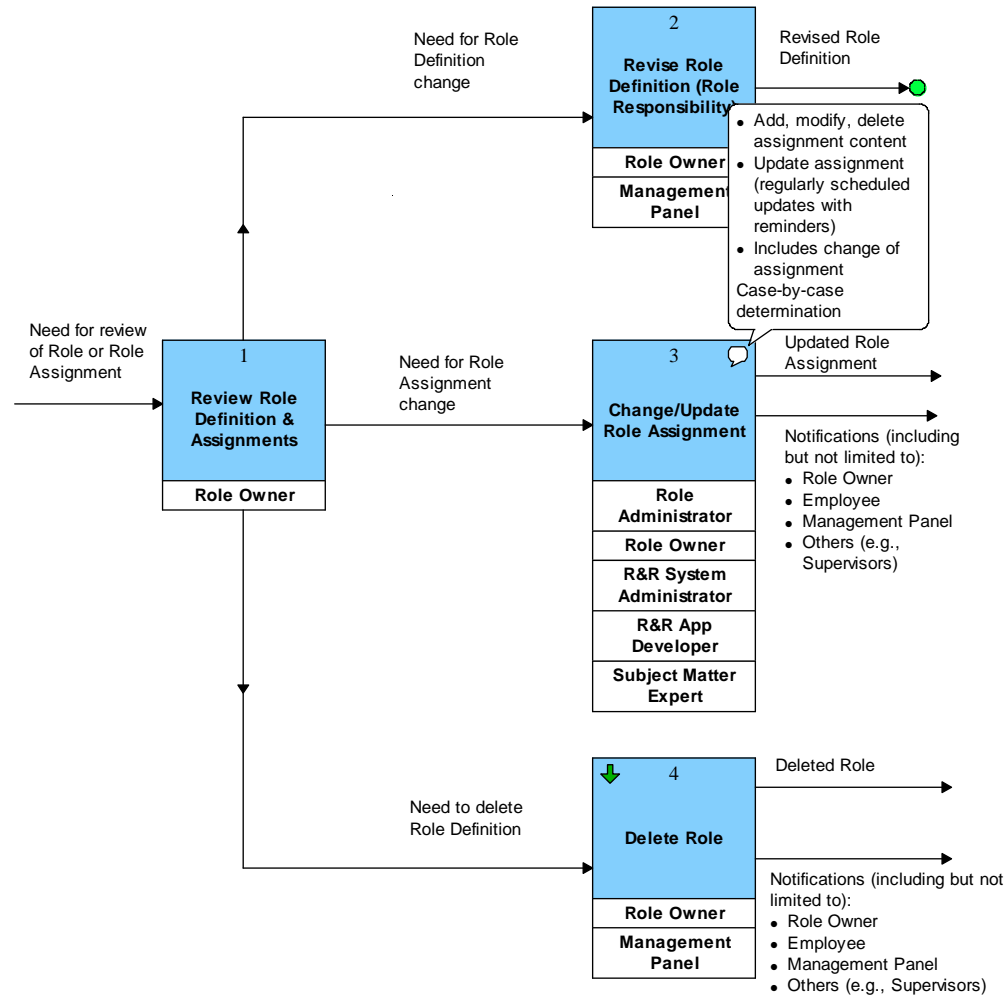 Need for Role
Definition
change
2
Revise Role
Definition (Role
Responsibility)
Role Owner
Management
Panel
Revised Role
Definition
● Add, modify, delete
assignment content
● Update assignment
(regularly scheduled
updates with
reminders)
● Includes change of
assignment
Case-by-case
determination
Need for review
of Role or Role
Assignment
1
Review Role
Definition &
Assignments
Role Owner
Need for Role
Assignment
change
3
Change/Update
Role Assignment
Role
Administrator
Role Owner
R&R System
Administrator
R&R App
Developer
Subject Matter
Expert
Updated Role
Assignment
Notifications (including
but not limited to):
● Role Owner
● Employee
● Management Panel
● Others (e.g.,
Supervisors)
Need to delete
Role Definition
4
Delete Role
Role Owner
Management
Panel
Deleted Role
Notifications (including but not
limited to):
● Role Owner
● Employee
● Management Panel
● Others (e.g., Supervisors)